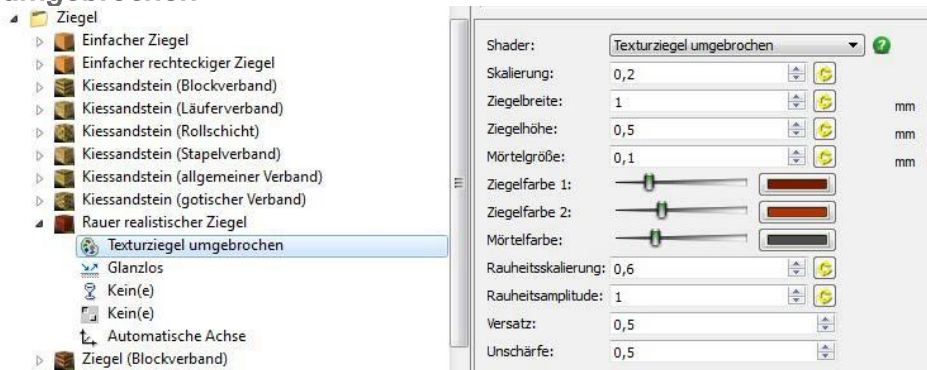 umgebrochen
Ziegel
Einfacher Ziegel
Einfacher rechteckiger Ziegel
Kiessandstein (Blockverband)
Kiessandstein (Läuferverband)
Kiessandstein (Rollschicht)
Kiessandstein (Stapelverband)
Kiessandstein (allgemeiner Verband)
Kiessandstein (gotischer Verband)
Rauer realistischer Ziegel
Texturziegel umgebrochen
Glanzlos
Kein(e)
Kein(e)
Automatische Achse
Ziegel (Blockverband)
Shader: Texturziegel umgebrochen
Skalierung: 0,2
Ziegelbreite: 1 mm
Ziegelhöhe: 0,5 mm
Mörtelgröße: 0,1 mm
Ziegelfarbe 1:
Ziegelfarbe 2:
Mörtelfarbe:
Rauheitsskalierung: 0,6
Rauheitsamplitude: 1
Versatz: 0,5
Unschärfe: 0,5